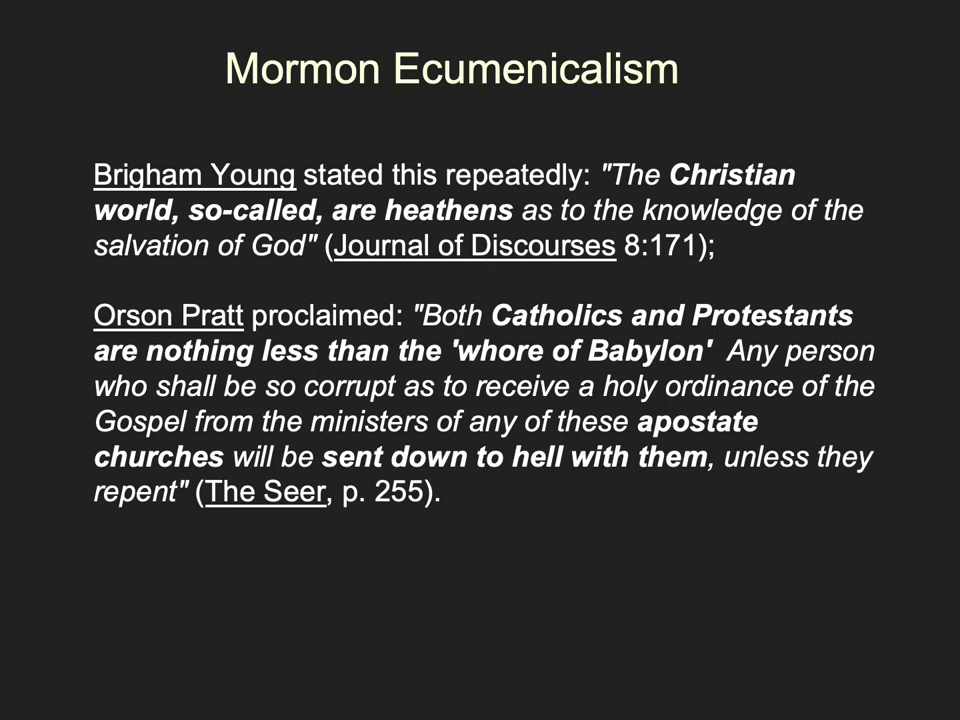 Mormon Ecumenicalism
Brigham Young stated this repeatedly: "The Christian
world, so-called, are heathens as to the knowledge of the
salvation of God" (Journal of Discourses 8:171);
Orson Pratt proclaimed: "Both Catholics and Protestants
are nothing less than the 'whore of Babylon'  Any person
who shall be so corrupt as to receive a holy ordinance of the
Gospel from the ministers of any of these apostate
churches will be sent down to hell with them, unless they
repent" (The Seer, p. 255).